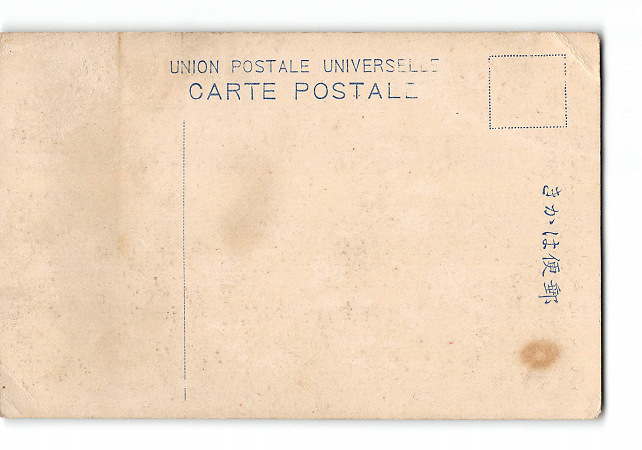 UNION POSTALE UNIVERSELLE
CARTE POSTALE
きかは便郵